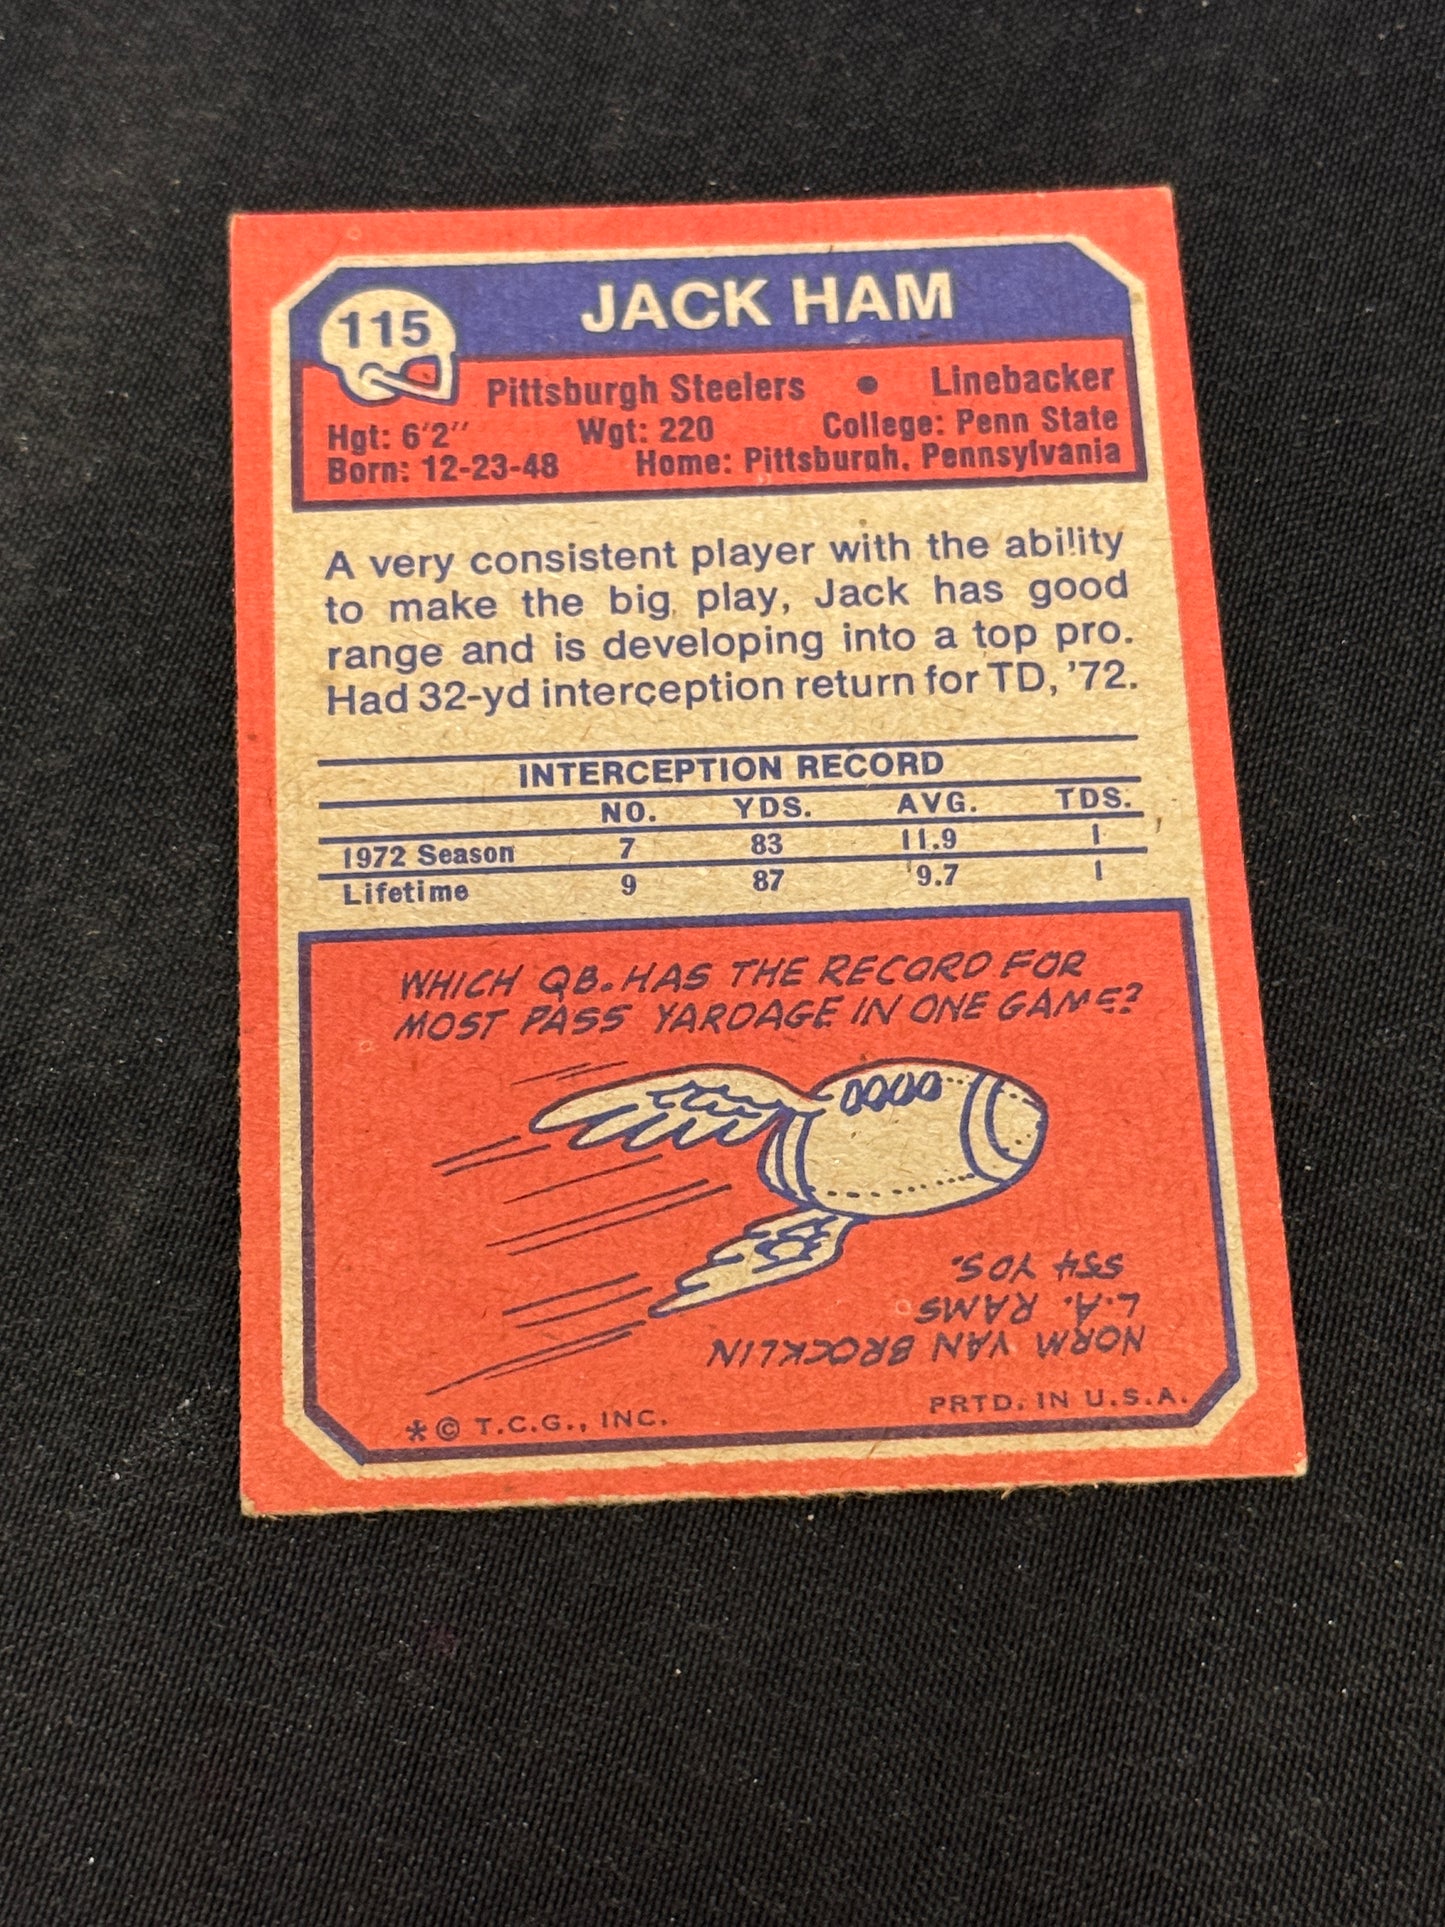 115
JACK HAM
Pittsburgh Steelers • Linebacker
Hgt: 6'2" Wgt: 220 College: Penn State
Born: 12-23-48 Home: Pittsburgh, Pennsylvania
A very consistent player with the ability
to make the big play, Jack has good
range and is developing into a top pro.
Had 32-yd interception return for TD, '72.
INTERCEPTION RECORD
NO. YDS. AVG. TDS.
1972 Season 7 83 11.9 1
Lifetime 9 87 9.7 1
WHICH QB. HAS THE RECORD FOR
MOST PASS YARDAGE IN ONE GAME?
NORM VAN BROCKLIN
L.A. RAMS
554 YDS.
* © T.C.G., INC. PRTD. IN U.S.A.